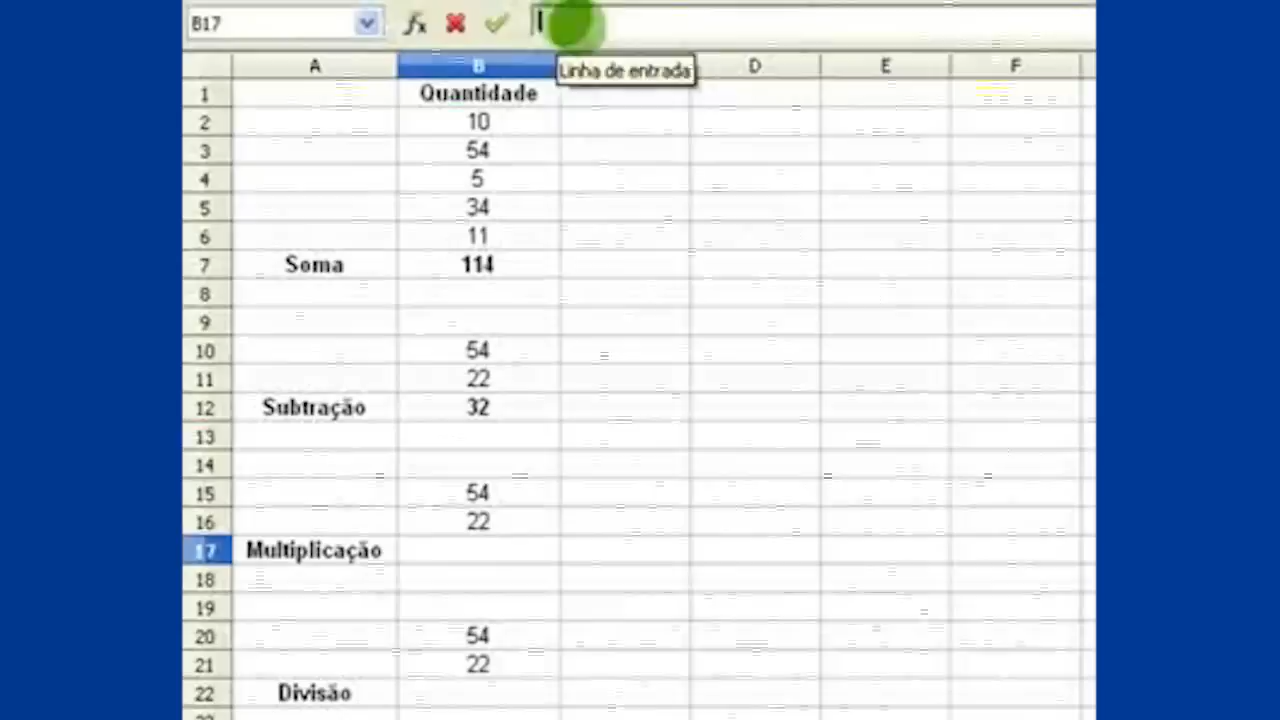 B17 fx
Linha de entrada
A B D E F
1 Quantidade
2 10
3 54
4 5
5 34
6 11
7 Soma 114
8
9
10 54
11 22
12 Subtração 32
13
14
15 54
16 22
17 Multiplicação
18
19
20 54
21 22
22 Divisão